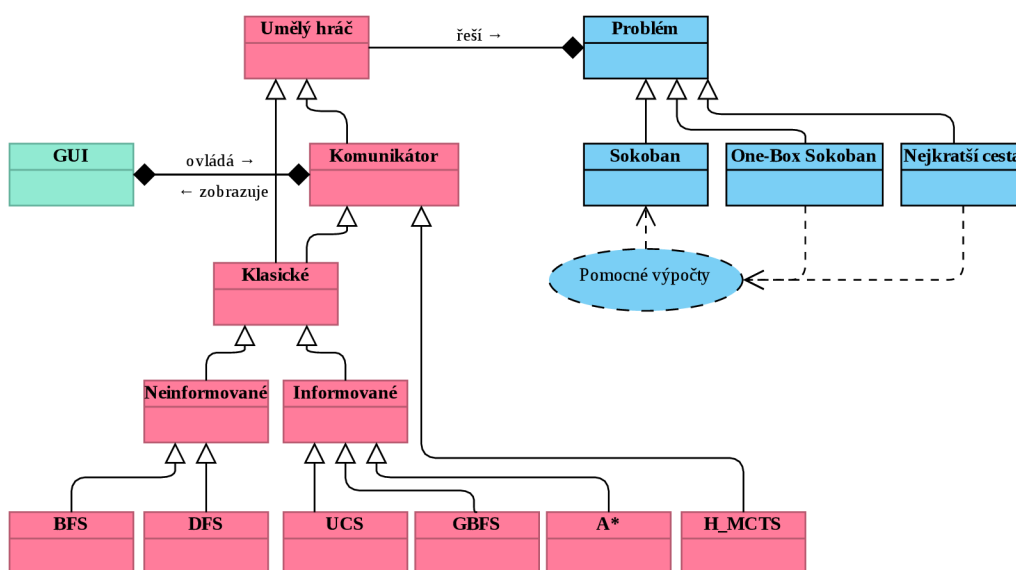 Umělý hráč
řeší →
Problém
GUI
ovládá →
← zobrazuje
Komunikátor
Sokoban
One-Box Sokoban
Nejkratší cesta
Klasické
Pomocné výpočty
Neinformované
Informované
BFS
DFS
UCS
GBFS
A*
H_MCTS